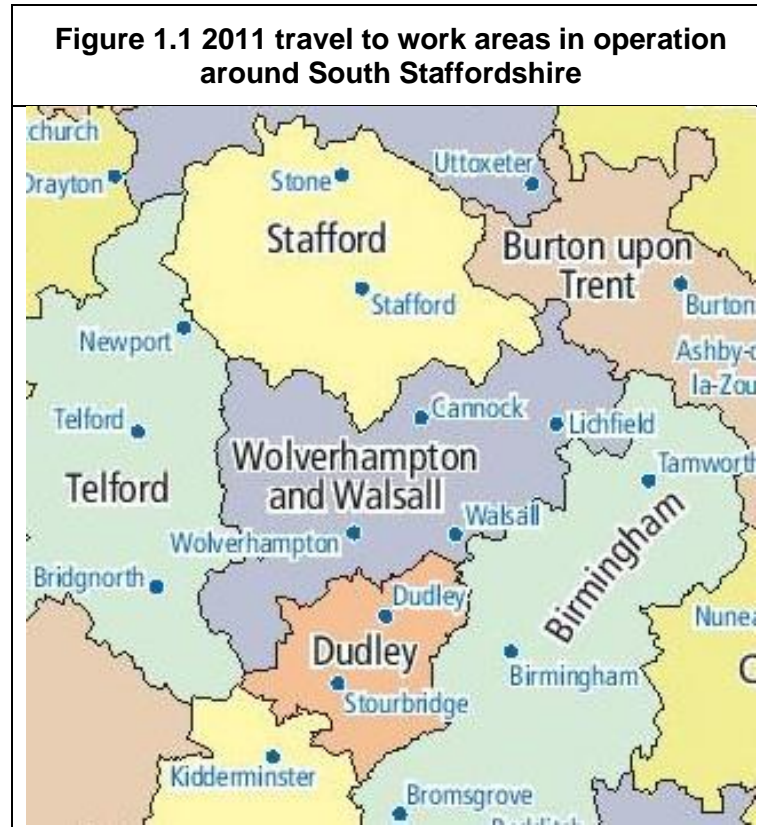 Figure 1.1 2011 travel to work areas in operation
around South Staffordshire
church
Drayton
Stone
Uttoxeter
Stafford
Burton upon
Trent
Stafford
Burton
Newport
Ashby-
la-Zou
Telford
Cannock
Lichfield
Wolverhampton
and Walsall
Tamworth
Telford
Walsall
Wolverhampton
Birmingham
Bridgnorth
Dudley
Nunea
Dudley
Birmingham
Stourbridge
Kidderminster
Bromsgrove